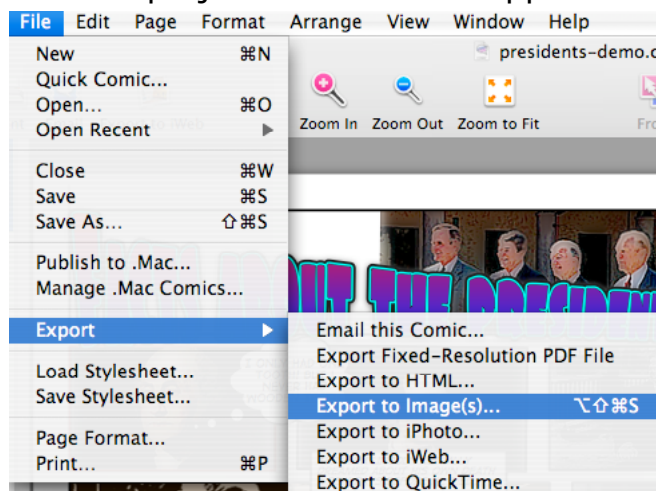 File Edit Page Format Arrange View Window Help
presidents-demo.c
New ⌘N
Quick Comic...
Open... ⌘O
Open Recent ▶
Zoom In Zoom Out Zoom to Fit Fro
Close ⌘W
Save ⌘S
Save As... ⇧⌘S
Publish to .Mac...
Manage .Mac Comics...
THE PRESIDEN
Export ▶
Email this Comic...
Export Fixed-Resolution PDF File
Load Stylesheet...
Export to HTML...
Save Stylesheet...
Export to Image(s)... ⌥⇧⌘S
Export to iPhoto...
Page Format...
Export to iWeb...
Print... ⌘P
Export to QuickTime...